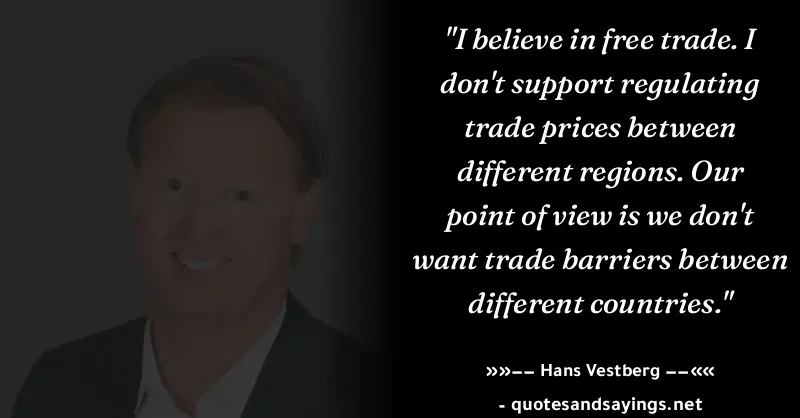 "I believe in free trade. I
don't support regulating
trade prices between
different regions. Our
point of view is we don't
want trade barriers between
different countries."
»»–– Hans Vestberg ––««
- quotesandsayings.net